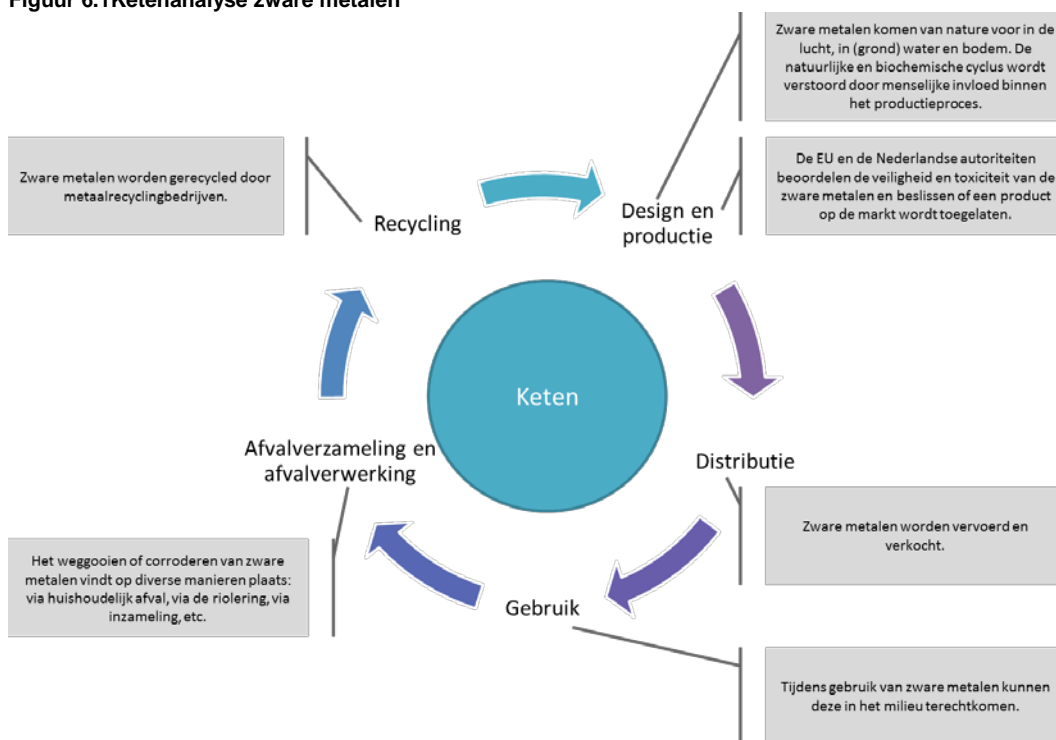 Figuur 6.1Ketenanalyse zware metalen
Zware metalen komen van nature voor in de
lucht, in (grond) water en bodem. De
natuurlijke en biochemische cyclus wordt
verstoord door menselijke invloed binnen
het productieproces.
De EU en de Nederlandse autoriteiten
beoordelen de veiligheid en toxiciteit van de
zware metalen en beslissen of een product
op de markt wordt toegelaten.
Zware metalen worden gerecycled door
metaalrecyclingbedrijven.
Recycling
Design en
productie
Keten
Afvalverzameling en
afvalverwerking
Distributie
Zware metalen worden vervoerd en
verkocht.
Het weggooien of corroderen van zware
metalen vindt op diverse manieren plaats:
via huishoudelijk afval, via de riolering, via
inzameling, etc.
Gebruik
Tijdens gebruik van zware metalen kunnen
deze in het milieu terechtkomen.